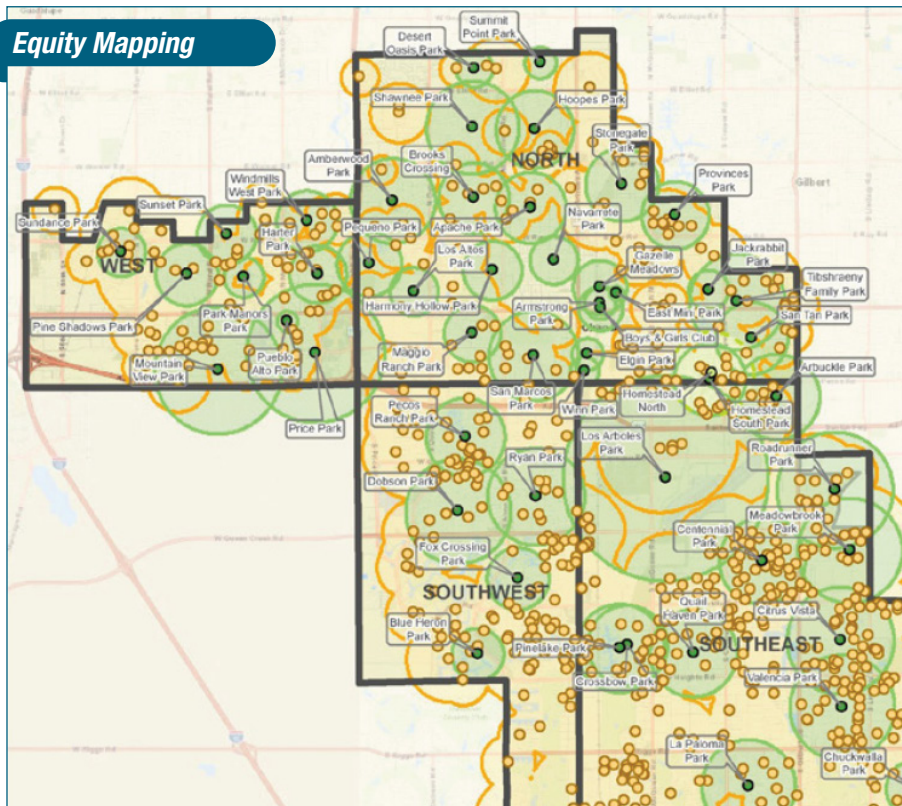 Equity Mapping
Desert
Oasis Park
Summit
Point Park
Shawnee Park
Hoopes Park
Stonegate
Park
NORTH
Amberwood
Park
Brooks
Crossing
Provinces
Park
Gilbert
Windmills
West Park
Sunset Park
Sundance Park
WEST
Harter
Park
Pequeno Park
Apache Park
Navarrete
Park
Los Altos
Park
Gazelle
Meadows
Jackrabbit
Park
Tibshraeny
Family Park
Pine Shadows Park
Park Manors
Park
Harmony Hollow Park
Armstrong
Park
East Mini Park
San Tan Park
Boys & Girls Club
Mountain
View Park
Pueblo
Alto Park
Maggio
Ranch Park
Elgin Park
Arbuckle Park
Price Park
San Marcos
Park
Winn Park
Homestead
North
Homestead
South Park
Pecos
Ranch Park
Los Arboles
Park
Roadrunner
Park
Ryan Park
Dobson Park
Centennial
Park
Meadowbrook
Park
Fox Crossing
Park
SOUTHWEST
Quail
Haven Park
Citrus Vista
SOUTHEAST
Blue Heron
Park
Pinelake Park
Crossbow Park
Valencia Park
La Paloma
Park
Chuckwalla
Park